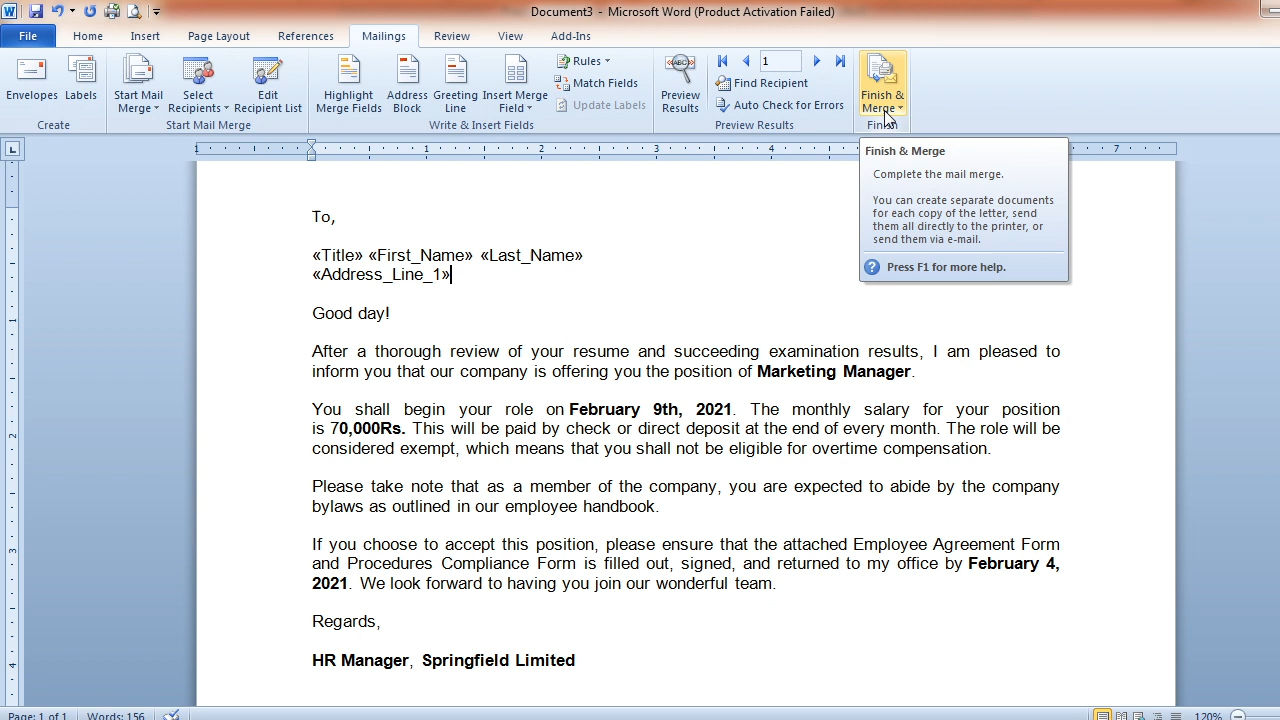 Document3 - Microsoft Word (Product Activation Failed)
File Home Insert Page Layout References Mailings Review View Add-Ins
Envelopes Labels
Create
Start Mail Merge
Select Recipients
Edit Recipient List
Start Mail Merge
Highlight Merge Fields
Address Block
Greeting Line
Insert Merge Field
Rules
Match Fields
Update Labels
Write & Insert Fields
ABC
Preview Results
1
Find Recipient
Auto Check for Errors
Preview Results
Finish & Merge
Finish
L
1 1 2 3 4 7
Finish & Merge
Complete the mail merge.
You can create separate documents
for each copy of the letter, send
them all directly to the printer, or
send them via e-mail.
? Press F1 for more help.
1
2
3
4
To,
«Title» «First_Name» «Last_Name»
«Address_Line_1»
Good day!
After a thorough review of your resume and succeeding examination results, I am pleased to
inform you that our company is offering you the position of Marketing Manager.
You shall begin your role on February 9th, 2021. The monthly salary for your position
is 70,000Rs. This will be paid by check or direct deposit at the end of every month. The role will be
considered exempt, which means that you shall not be eligible for overtime compensation.
Please take note that as a member of the company, you are expected to abide by the company
bylaws as outlined in our employee handbook.
If you choose to accept this position, please ensure that the attached Employee Agreement Form
and Procedures Compliance Form is filled out, signed, and returned to my office by February 4,
2021. We look forward to having you join our wonderful team.
Regards,
HR Manager, Springfield Limited
Page: 1 of 1 Words: 156 120%